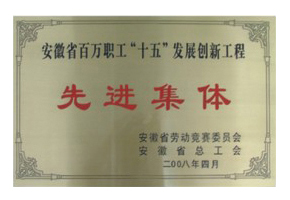 安徽省百万职工“十五”发展创新工程
先进集体
安徽省劳动竞赛委员会
安徽省总工会
二00八年四月